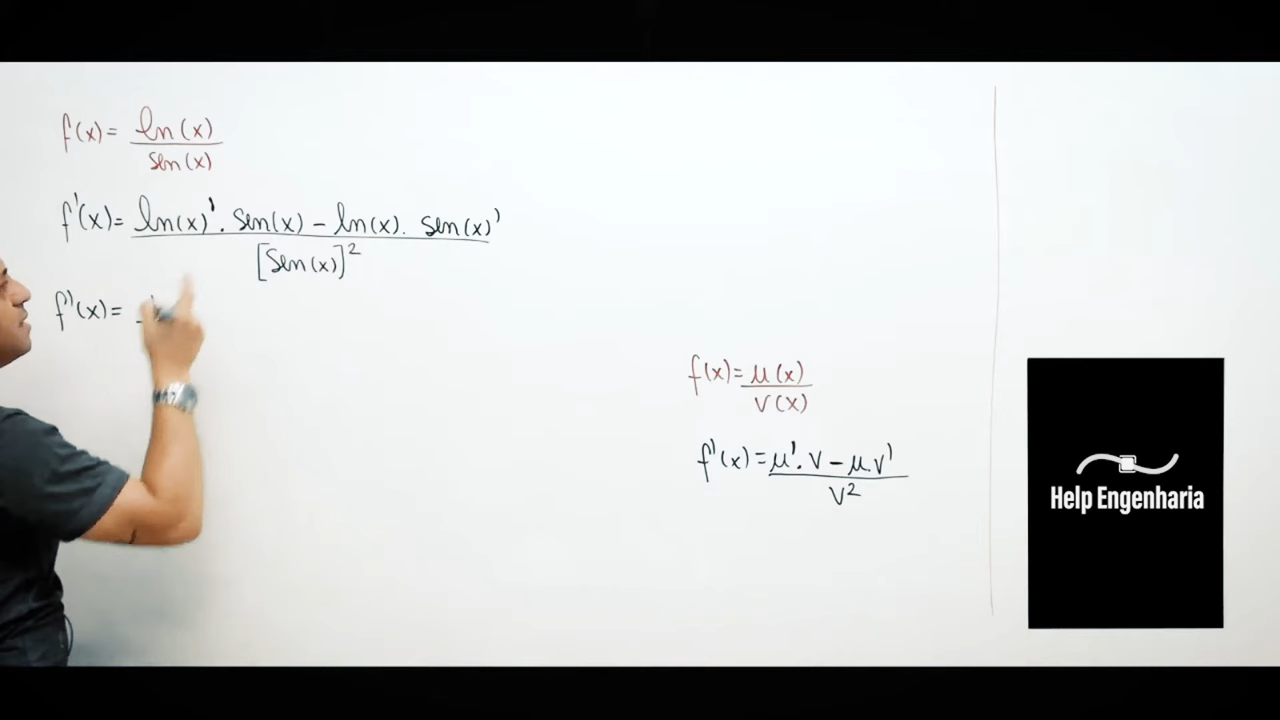 f(x) = ln(x) / sen(x)
f'(x) = ln(x)' . sen(x) - ln(x) . sen(x)' / [sen(x)]²
f'(x) =
f(x) = μ(x) / v(x)
f'(x) = μ' . v - μ . v' / v²
Help Engenharia